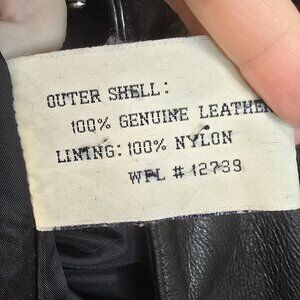 OUTER SHELL:
100% GENUINE LEATHER
LINING: 100% NYLON
WPL # 12739